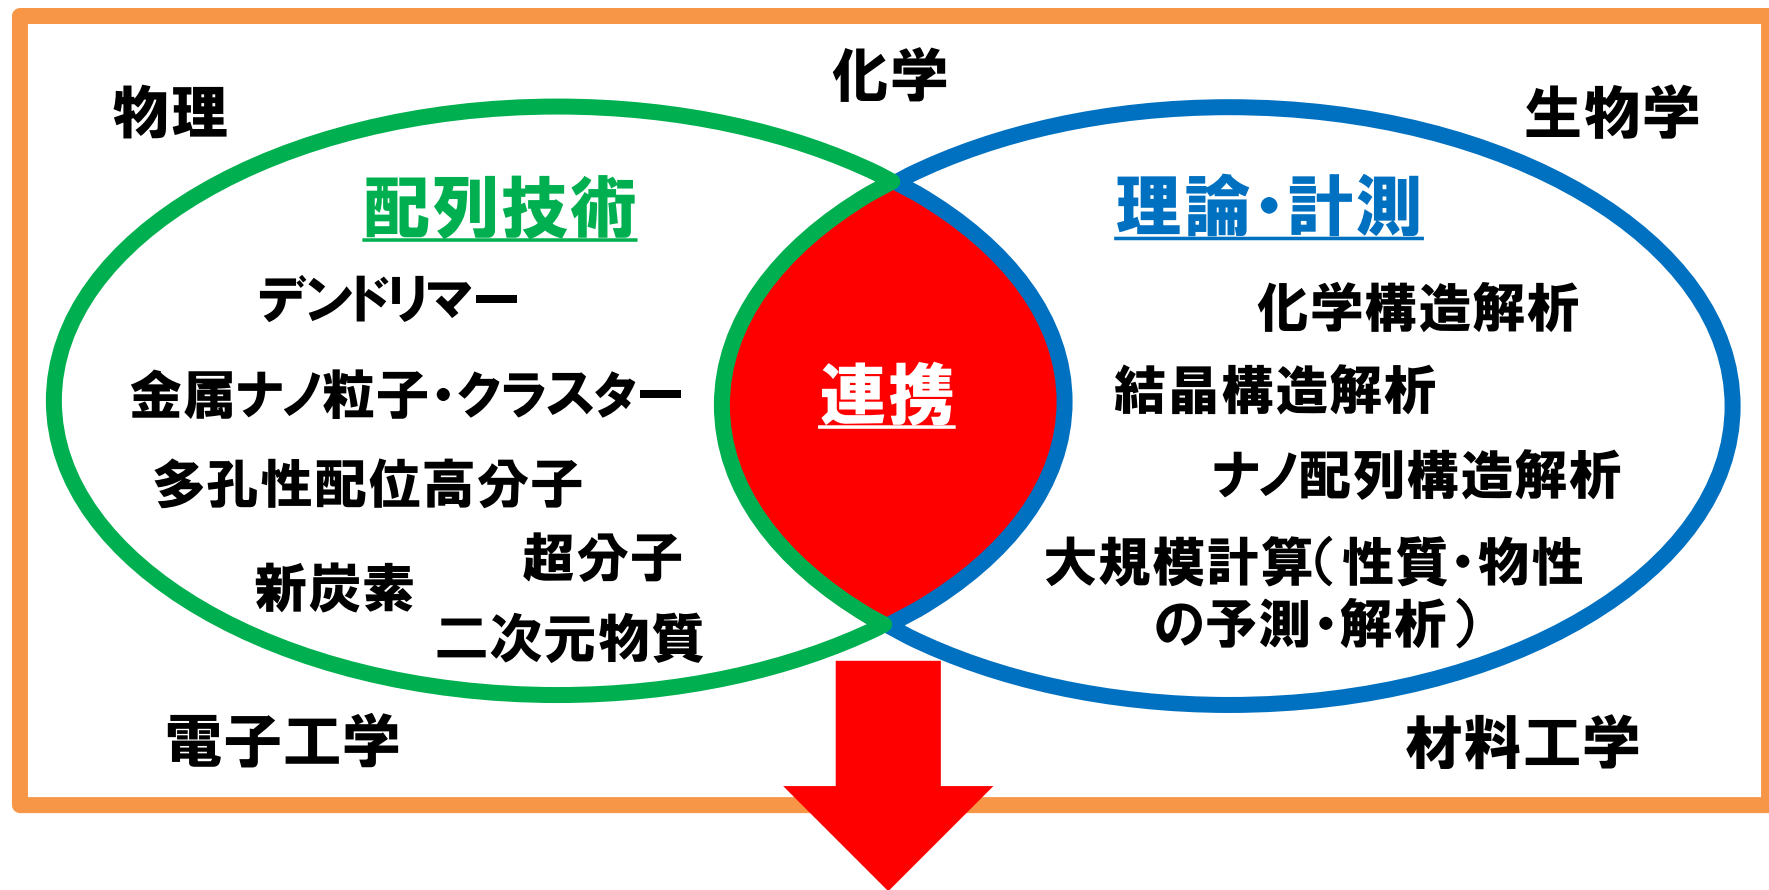 化学
物理
生物学
配列技術
デンドリマー
金属ナノ粒子・クラスター
多孔性配位高分子
超分子
新炭素
二次元物質
連携
理論・計測
化学構造解析
結晶構造解析
ナノ配列構造解析
大規模計算(性質・物性
の予測・解析)
電子工学
材料工学